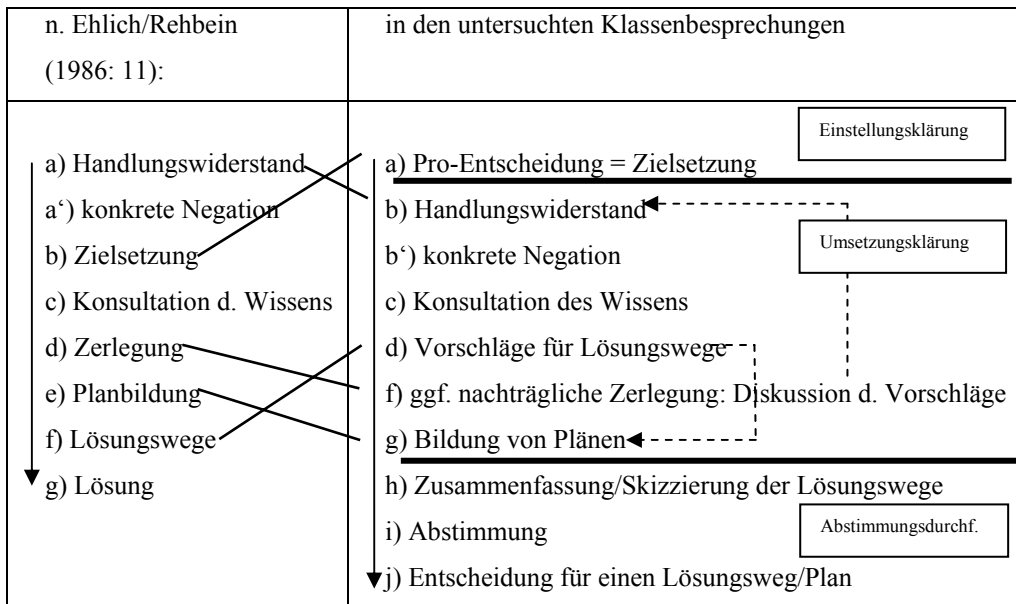 n. Ehlich/Rehbein
(1986: 11):
in den untersuchten Klassenbesprechungen
a) Handlungswiderstand
a‘) konkrete Negation
b) Zielsetzung
c) Konsultation d. Wissens
d) Zerlegung
e) Planbildung
f) Lösungswege
g) Lösung
Einstellungsklärung
a) Pro-Entscheidung = Zielsetzung
b) Handlungswiderstand
Umsetzungsklärung
b‘) konkrete Negation
c) Konsultation des Wissens
d) Vorschläge für Lösungswege
f) ggf. nachträgliche Zerlegung: Diskussion d. Vorschläge
g) Bildung von Plänen
h) Zusammenfassung/Skizzierung der Lösungswege
i) Abstimmung
Abstimmungsdurchf.
j) Entscheidung für einen Lösungsweg/Plan